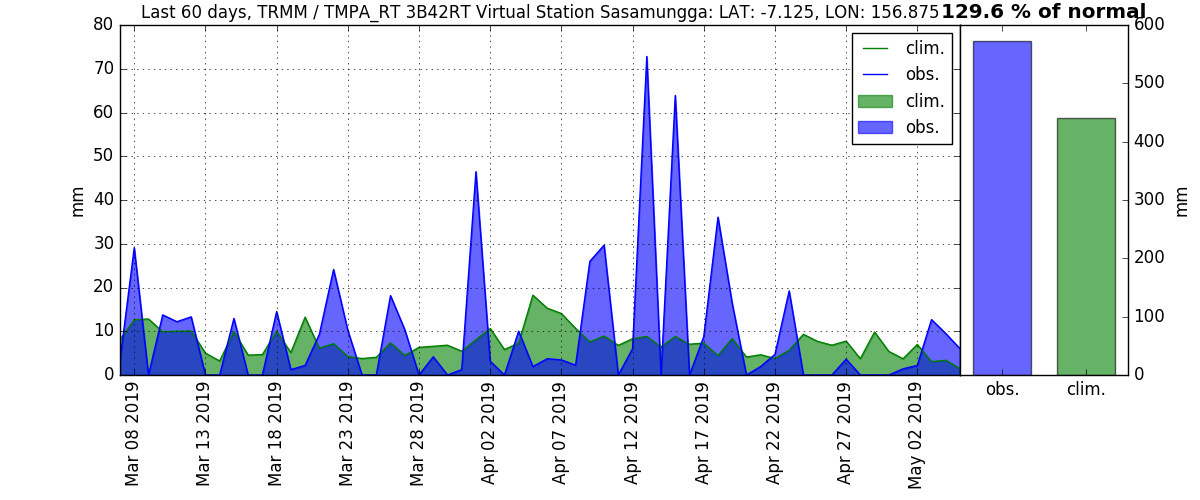 Last 60 days, TRMM / TMPA_RT 3B42RT Virtual Station Sasamungga: LAT: -7.125, LON: 156.875
129.6 % of normal
mm
80
70
60
50
40
30
20
10
0
clim.
obs.
clim.
obs.
Mar 08 2019
Mar 13 2019
Mar 18 2019
Mar 23 2019
Mar 28 2019
Apr 02 2019
Apr 07 2019
Apr 12 2019
Apr 17 2019
Apr 22 2019
Apr 27 2019
May 02 2019
600
500
400
300
200
100
0
mm
obs.
clim.